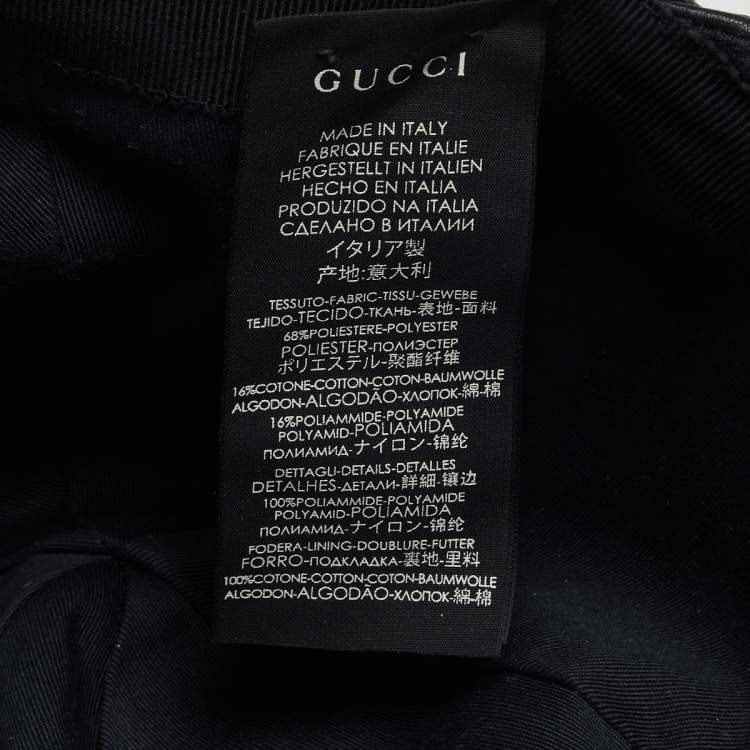 GUCCI
MADE IN ITALY
FABRIQUE EN ITALIE
HERGESTELLT IN ITALIEN
HECHO EN ITALIA
PRODUZIDO NA ITALIA
СДЕЛАНО В ИТАЛИИ
イタリア製
产地:意大利
TESSUTO-FABRIC-TISSU-GEWEBE
TEJIDO-TECIDO-ТКАНЬ-表地-面料
68%POLIESTERE-POLYESTER
POLIESTER-ПОЛИЭСТЕР
ポリエステル-聚酯纤维
16%COTONE-COTTON-COTON-BAUMWOLLE
ALGODON-ALGODÃO-ХЛОПОК-綿-棉
16%POLIAMMIDE-POLYAMIDE
POLYAMID-POLIAMIDA
ПОЛИАМИД-ナイロン-锦纶
DETTAGLI-DETAILS-DETALLES
DETALHES-ДЕТАЛИ-詳細-镶边
100%POLIAMMIDE-POLYAMIDE
POLYAMID-POLIAMIDA
ПОЛИАМИД-ナイロン-锦纶
FODERA-LINING-DOUBLURE-FUTTER
FORRO-ПОДКЛАДКА-裏地-里料
100%COTONE-COTTON-COTON-BAUMWOLLE
ALGODON-ALGODÃO-ХЛОПОК-綿-棉